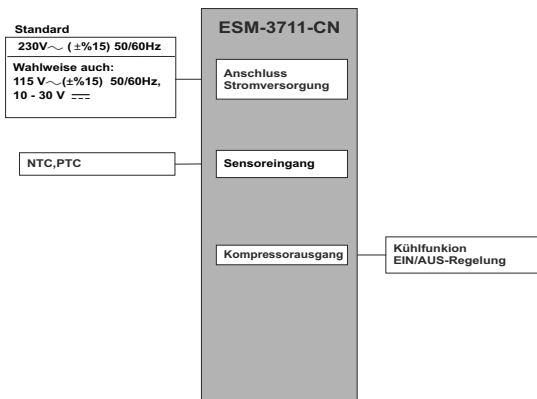 Standard
230V～ (±%15) 50/60Hz
Wahlweise auch:
115 V～(±%15) 50/60Hz,
10 - 30 V ⎓
ESM-3711-CN
Anschluss
Stromversorgung
NTC,PTC
Sensoreingang
Kompressorausgang
Kühlfunkion
EIN/AUS-Regelung